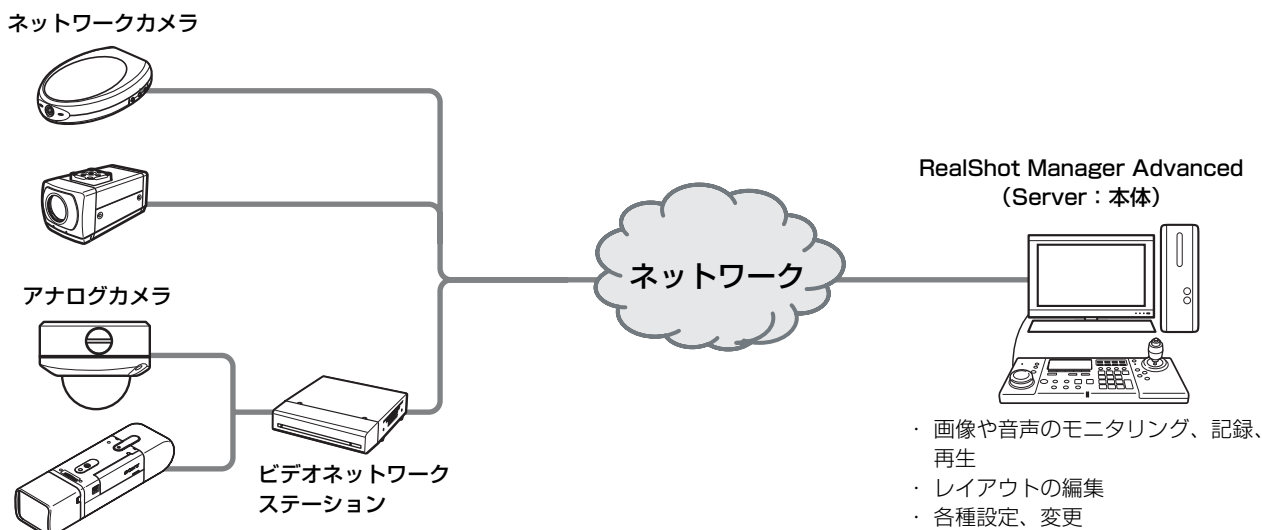 ネットワークカメラ
アナログカメラ
ビデオネットワーク
ステーション
ネットワーク
RealShot Manager Advanced
（Server：本体）
· 画像や音声のモニタリング、記録、
再生
· レイアウトの編集
· 各種設定、変更